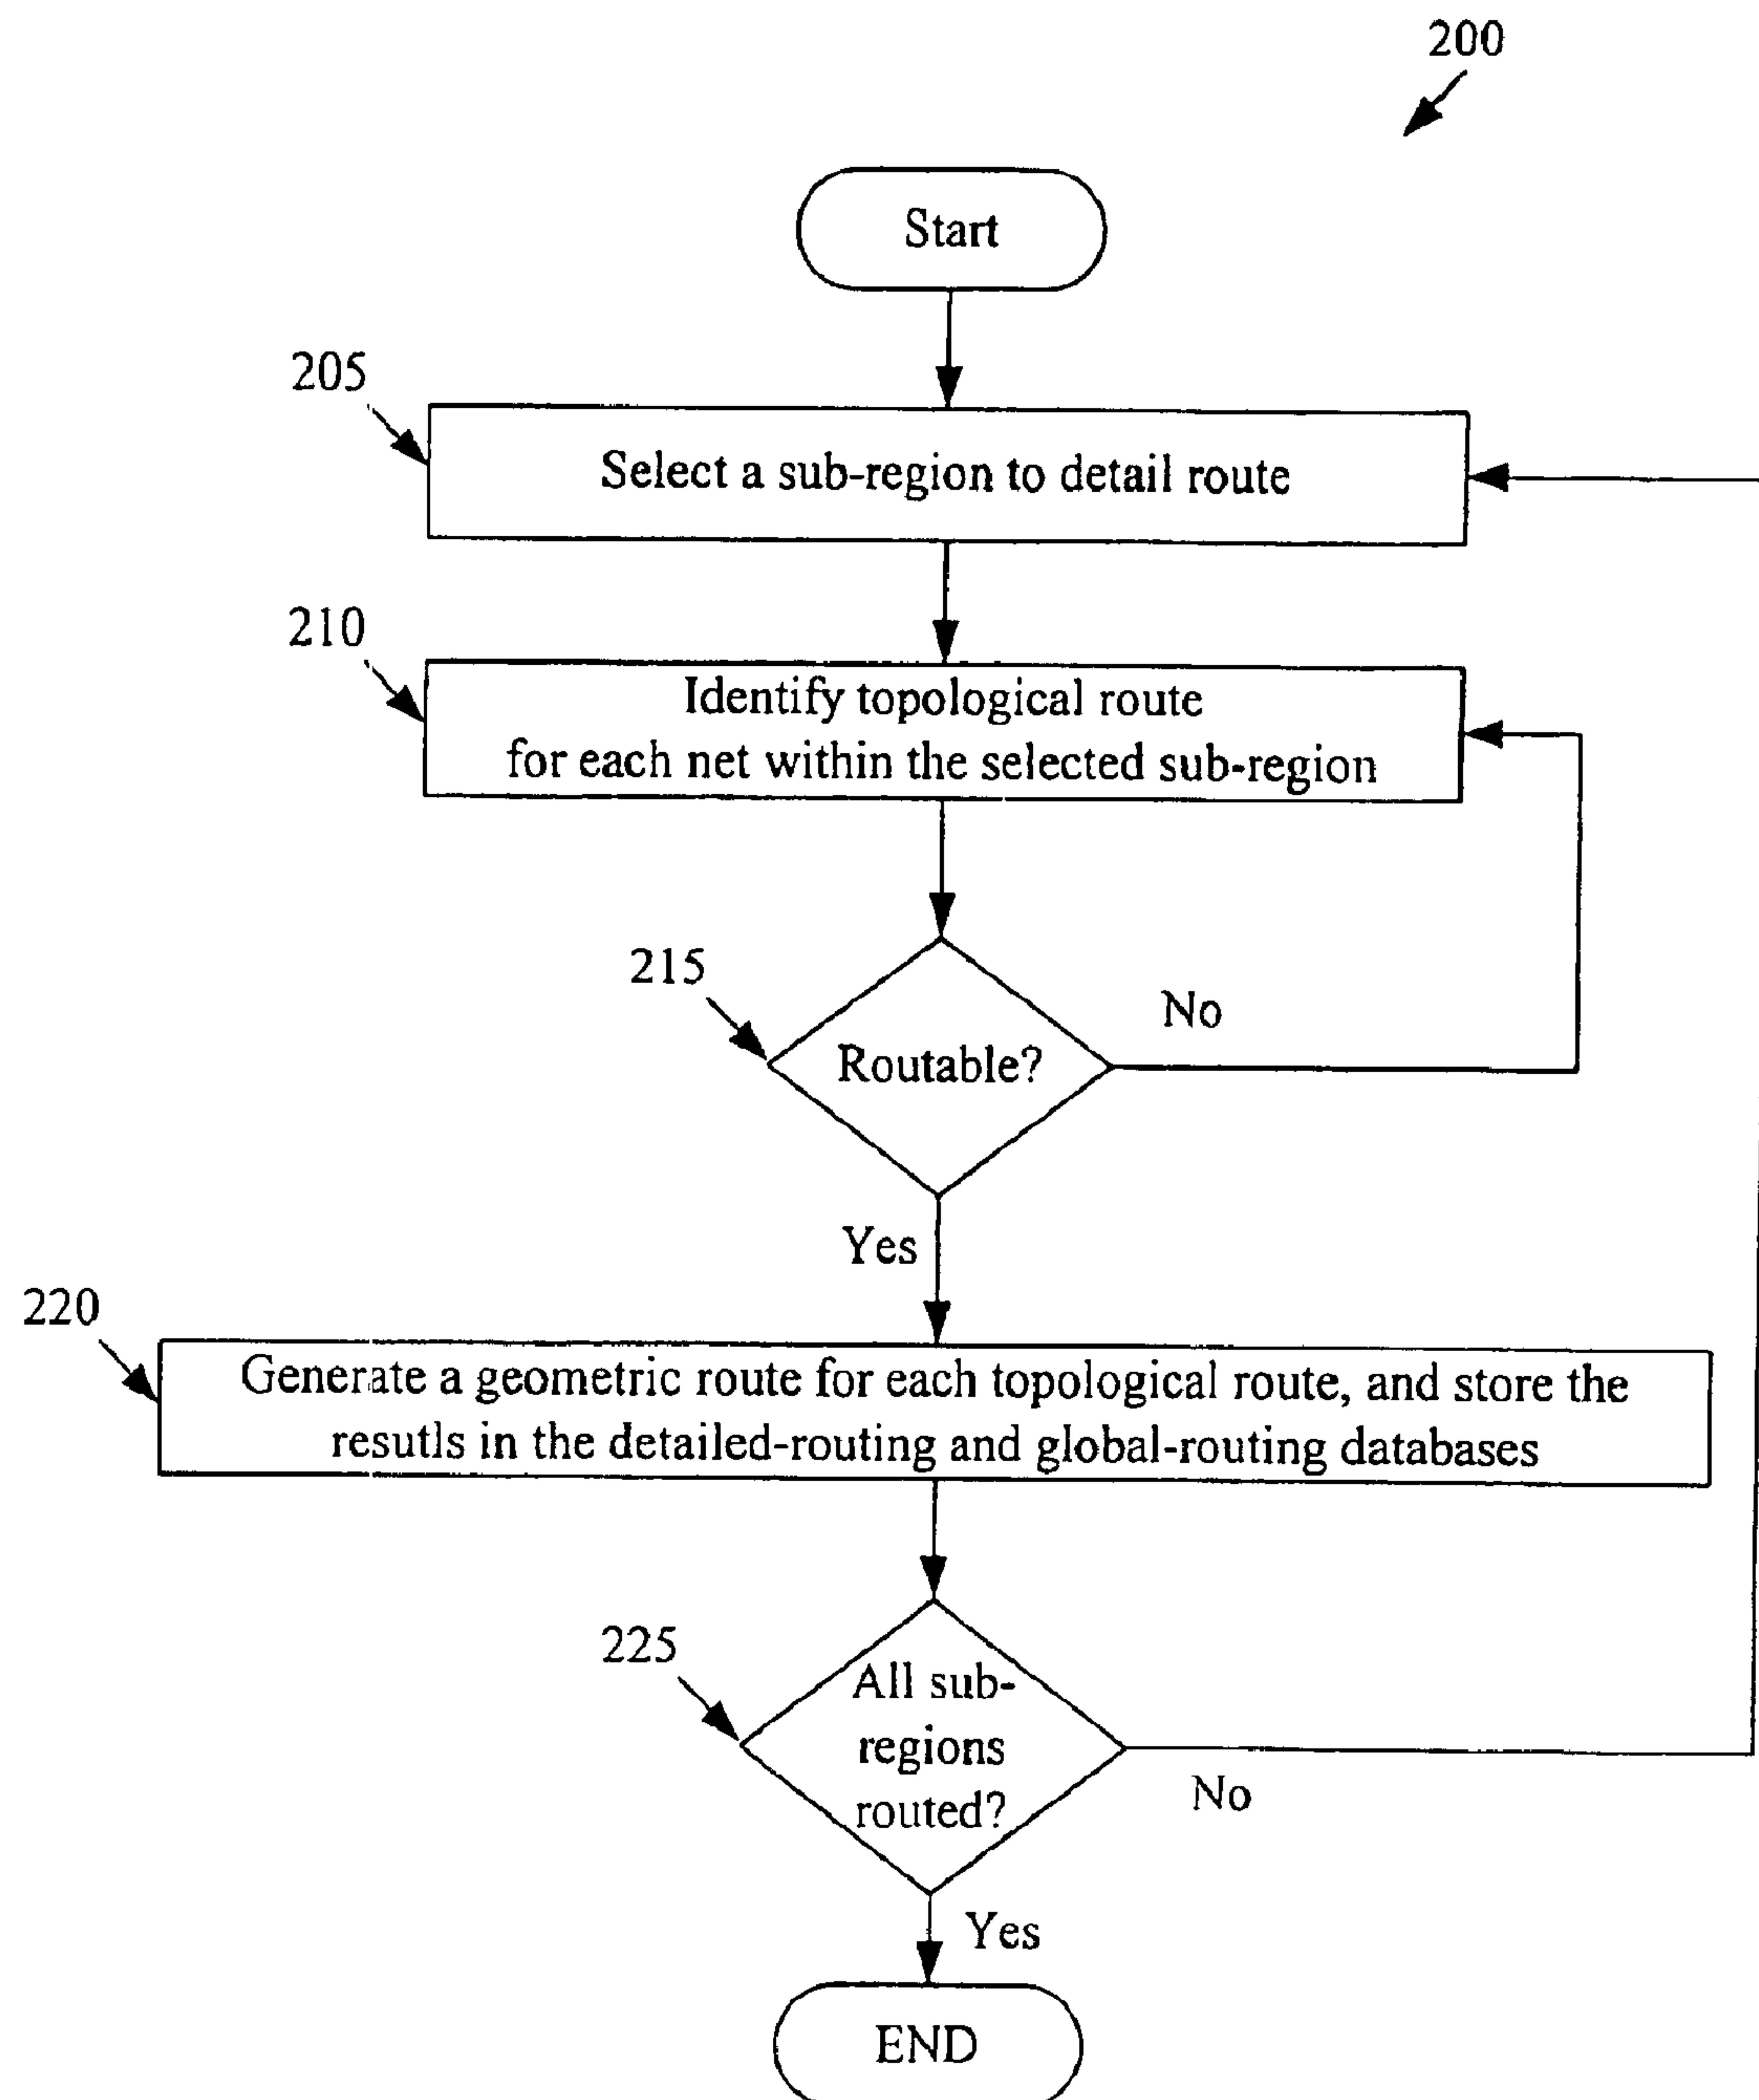 200
Start
205
Select a sub-region to detail route
210
Identify topological route
for each net within the selected sub-region
215
Routable?
No
Yes
220
Generate a geometric route for each topological route, and store the
resutls in the detailed-routing and global-routing databases
225
All sub-
regions
routed?
No
Yes
END